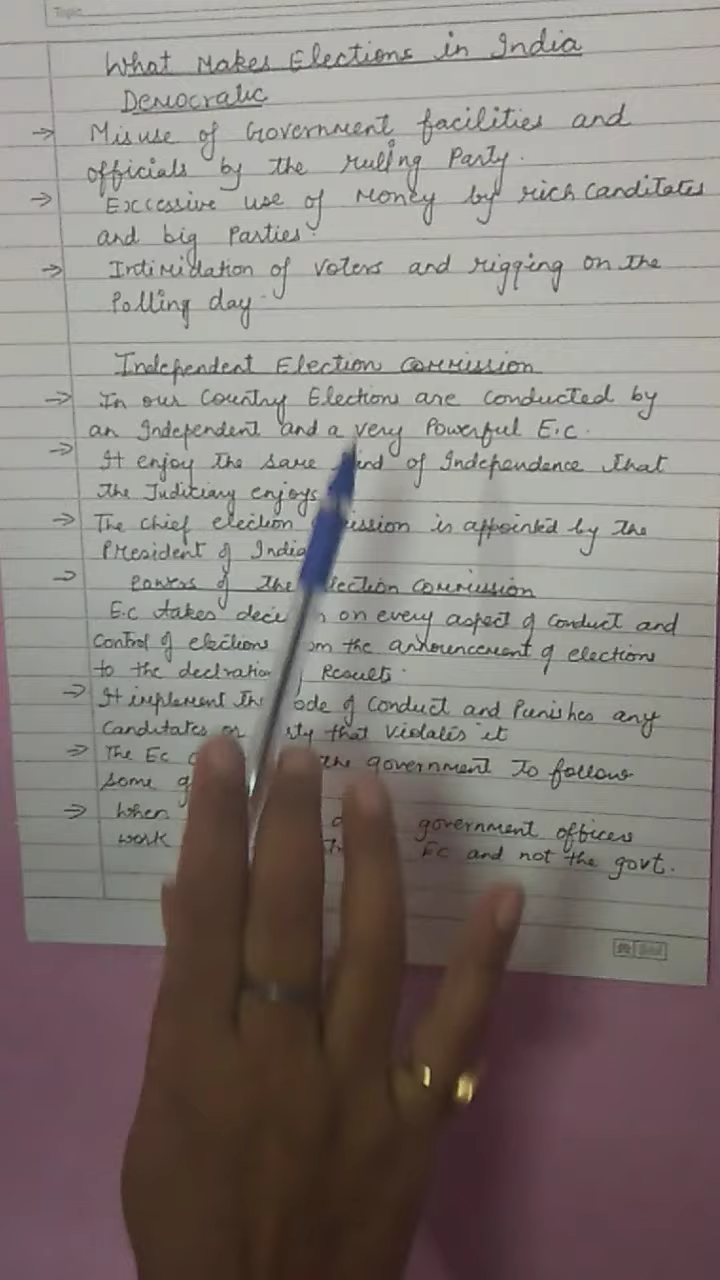 Topic
What Makes Elections in India
Democratic
→ Misuse of Government facilities and
officials by the ruling Party.
→ Excessive use of Money by rich Canditates
and big Parties.
→ Intimidation of voters and rigging on the
Polling day.
Independent Election Commission
→ In our Country Elections are conducted by
an Independent and a very Powerful E.C.
→ It enjoy the same of Independence that
the Judiciary enjoys
→ The chief election is appointed by the
President of India
→ Powers of the Election Commission
E.C takes on every aspect of conduct and
Control of elections the announcement of elections
to the Results.
→ It implement the of Conduct and Punishes any
Canditates that violates it
→ The EC the government To follow
some
→ When government officers
work EC and not the govt.